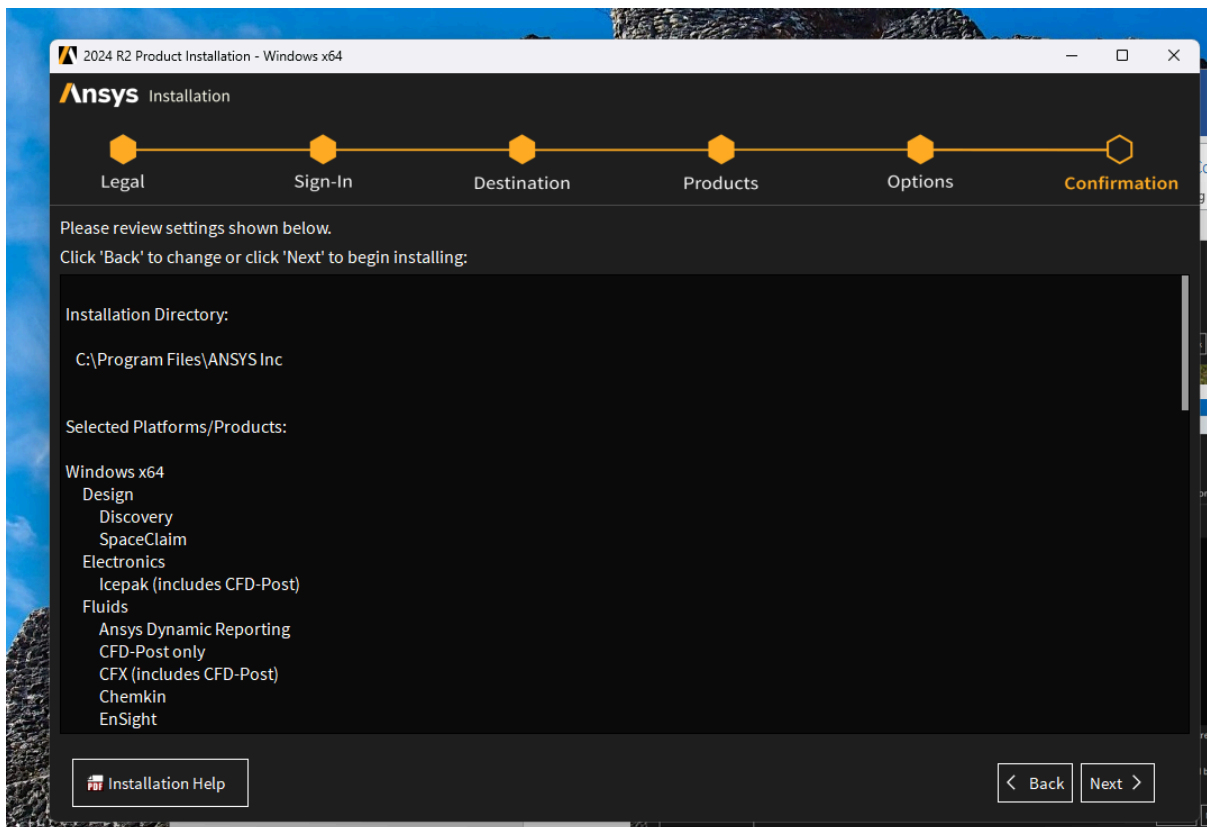 2024 R2 Product Installation - Windows x64
Ansys Installation
Legal
Sign-In
Destination
Products
Options
Confirmation
Please review settings shown below.
Click 'Back' to change or click 'Next' to begin installing:
Installation Directory:
C:\Program Files\ANSYS Inc
Selected Platforms/Products:
Windows x64
Design
Discovery
SpaceClaim
Electronics
Icepak (includes CFD-Post)
Fluids
Ansys Dynamic Reporting
CFD-Post only
CFX (includes CFD-Post)
Chemkin
EnSight
PDF Installation Help
< Back
Next >